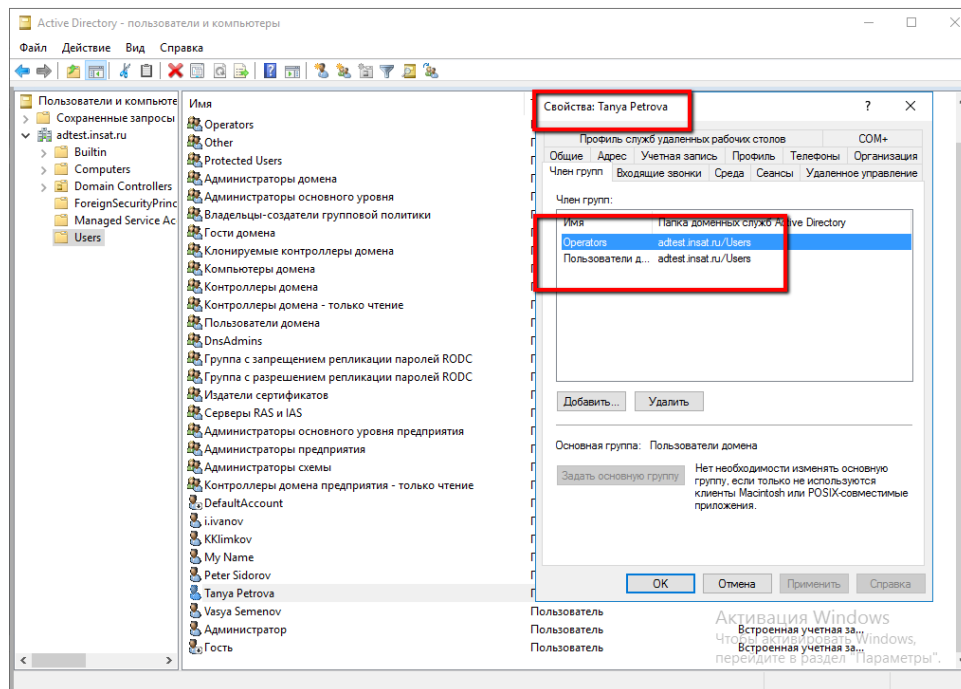 Active Directory - пользователи и компьютеры
Файл Действие Вид Справка
Пользователи и компьюте
Сохраненные запросы
adtest.insat.ru
Builtin
Computers
Domain Controllers
ForeignSecurityPrinc
Managed Service Ac
Users
Имя
Operators
Other
Protected Users
Администраторы домена
Администраторы основного уровня
Владельцы-создатели групповой политики
Гости домена
Клонируемые контроллеры домена
Компьютеры домена
Контроллеры домена
Контроллеры домена - только чтение
Пользователи домена
DnsAdmins
Группа с запрещением репликации паролей RODC
Группа с разрешением репликации паролей RODC
Издатели сертификатов
Серверы RAS и IAS
Администраторы основного уровня предприятия
Администраторы предприятия
Администраторы схемы
Контроллеры домена предприятия - только чтение
DefaultAccount
i.ivanov
KKlimkov
My Name
Peter Sidorov
Tanya Petrova
Vasya Semenov Пользователь
Администратор Пользователь Встроенная учетная за...
Гость Пользователь Встроенная учетная за...
Свойства: Tanya Petrova ?
Профиль служб удаленных рабочих столов COM+
Общие Адрес Учетная запись Профиль Телефоны Организация
Член групп Входящие звонки Среда Сеансы Удаленное управление
Член групп:
Имя Папка доменных служб Active Directory
Operators adtest.insat.ru/Users
Пользователи д... adtest.insat.ru/Users
Добавить... Удалить
Основная группа: Пользователи домена
Задать основную группу
Нет необходимости изменять основную
группу, если только не используются
клиенты Macintosh или POSIX-совместимые
приложения.
OK Отмена Применить Справка
Активация Windows
Чтобы активировать Windows,
перейдите в раздел "Параметры".